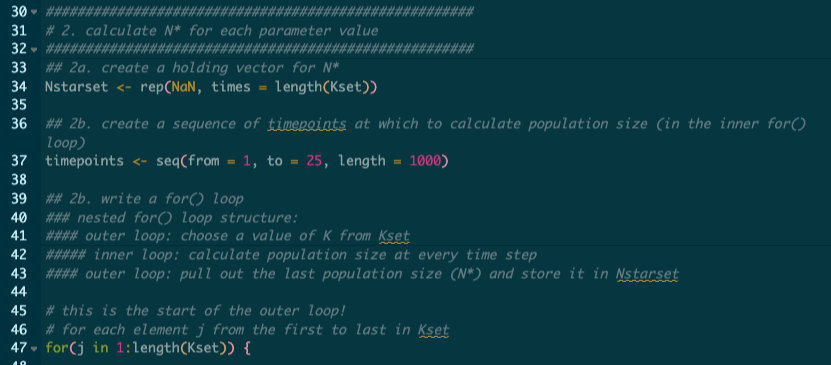 30 ##########################################################
31 # 2. calculate N* for each parameter value
32 ##########################################################
33 ## 2a. create a holding vector for N*
34 Nstarset <- rep(NaN, times = length(Kset))
35
36 ## 2b. create a sequence of timepoints at which to calculate population size (in the inner for()
loop)
37 timepoints <- seq(from = 1, to = 25, length = 1000)
38
39 ## 2b. write a for() loop
40 ### nested for() loop structure:
41 #### outer loop: choose a value of K from Kset
42 ##### inner loop: calculate population size at every time step
43 #### outer loop: pull out the last population size (N*) and store it in Nstarset
44
45 # this is the start of the outer loop!
46 # for each element j from the first to last in Kset
47 for(j in 1:length(Kset)) {